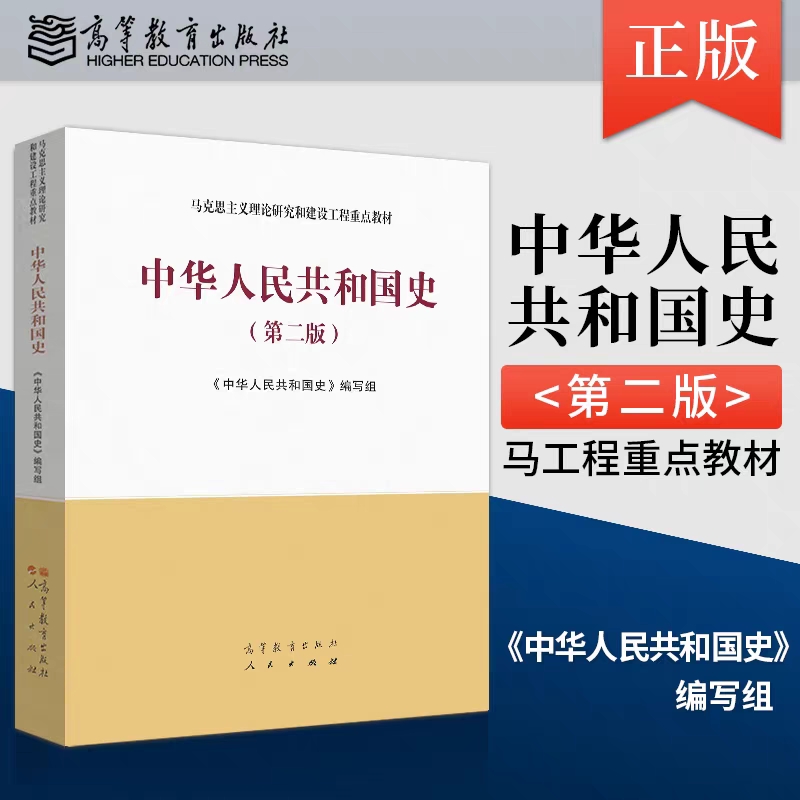 高等教育出版社
HIGHER EDUCATION PRESS
正版
马克思主义理论研究
和建设工程重点教材
中华人民共和国史
《中华人民共和国史》编写组
高等教育出版社
人民出版社
马克思主义理论研究和建设工程重点教材
中华人民共和国史
(第二版)
《中华人民共和国史》编写组
高等教育出版社
人民出版社
中华人民
共和国史
<第二版>
马工程重点教材
《中华人民共和国史》
编写组